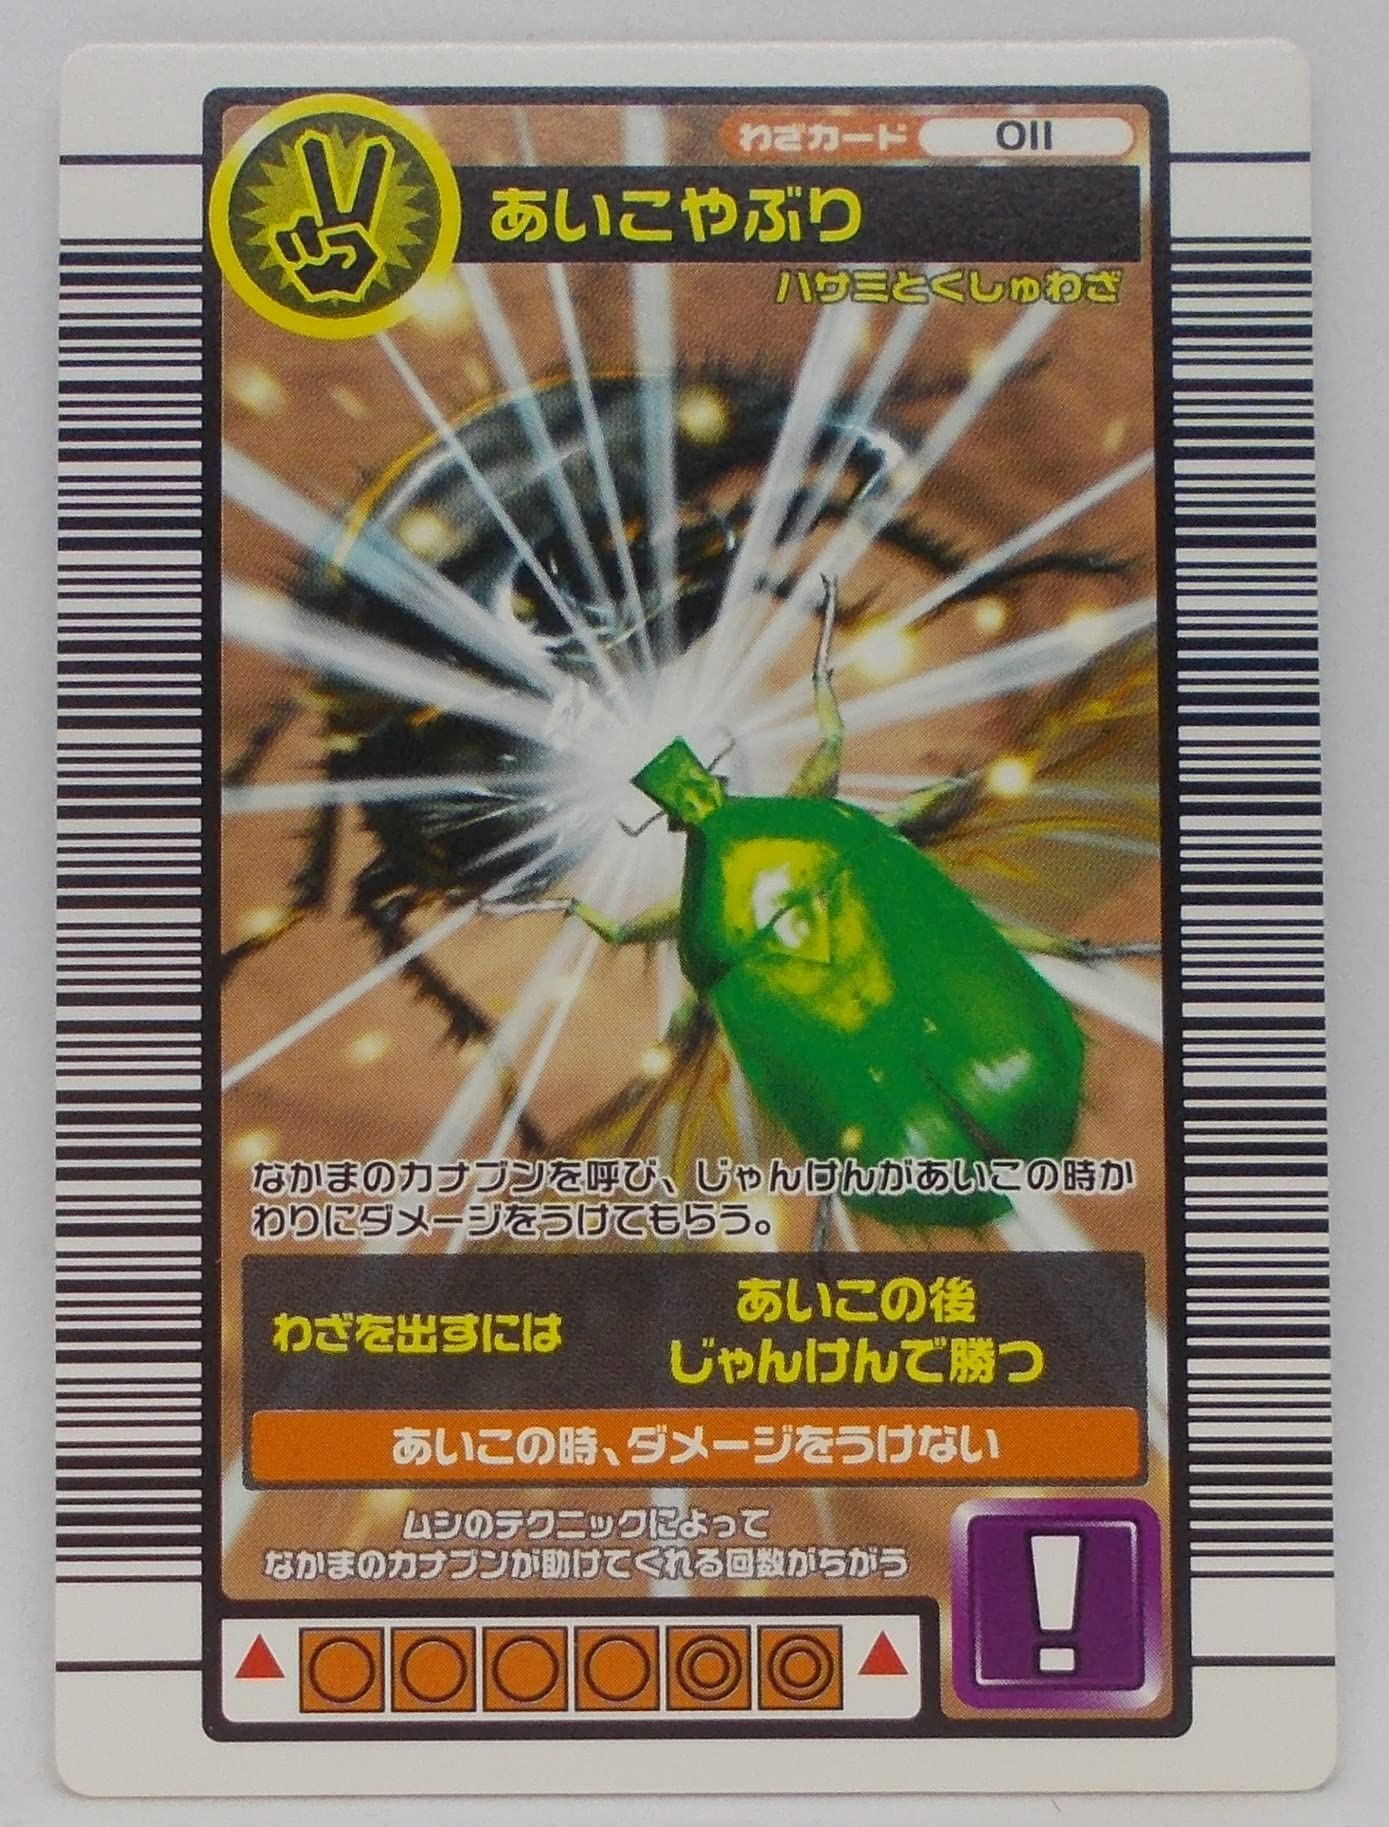 わざカード 011
あいこやぶり
ハサミとくしゅわざ
なかまのカナブンを呼び、じゃんけんがあいこの時か
わりにダメージをうけてもらう。
わざを出すには
あいこの後
じゃんけんで勝つ
あいこの時、ダメージをうけない
ムシのテクニックによって
なかまのカナブンが助けてくれる回数がちがう
!